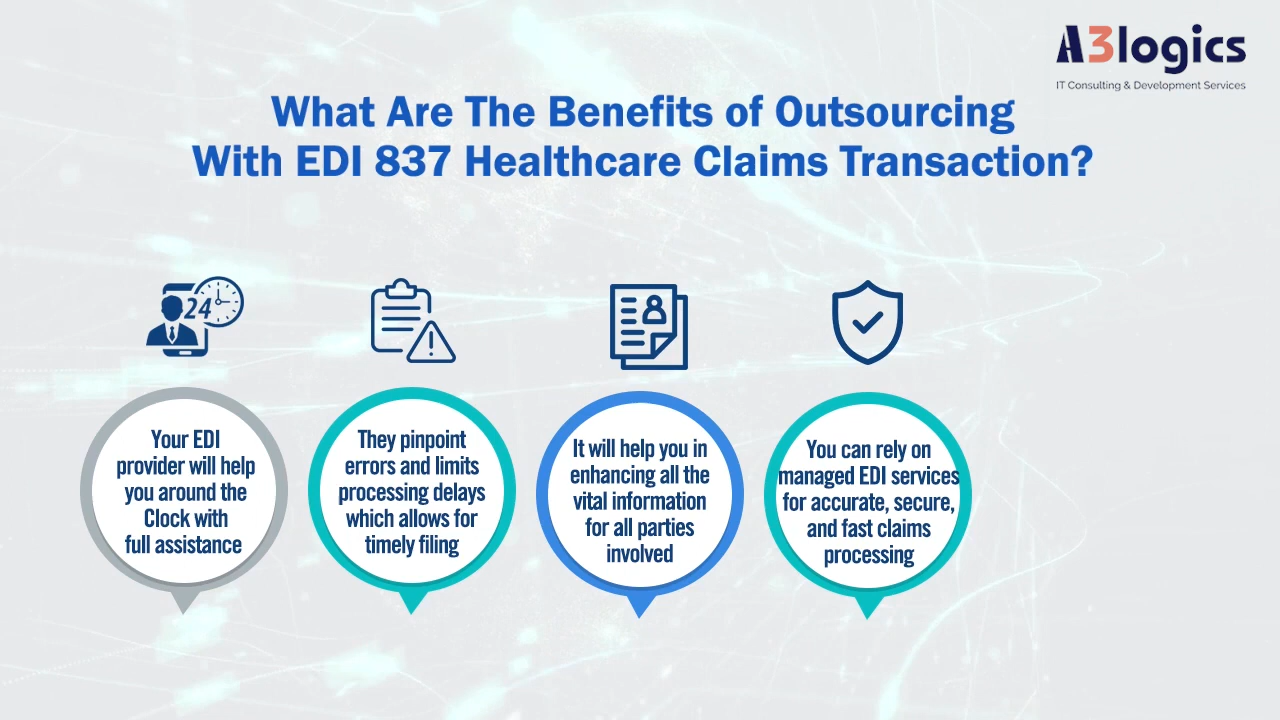 A3logics
IT Consulting & Development Services
What Are The Benefits of Outsourcing
With EDI 837 Healthcare Claims Transaction?
24
Your EDI
provider will help
you around the
Clock with
full assistance
They pinpoint
errors and limits
processing delays
which allows for
timely filing
It will help you in
enhancing all the
vital information
for all parties
involved
You can rely on
managed EDI services
for accurate, secure,
and fast claims
processing